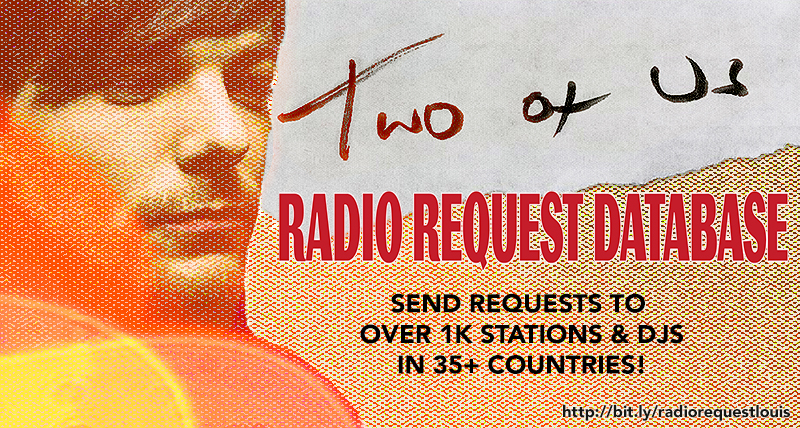 Two of Us
RADIO REQUEST DATABASE
SEND REQUESTS TO
OVER 1K STATIONS & DJS
IN 35+ COUNTRIES!
http://bit.ly/radiorequestlouis